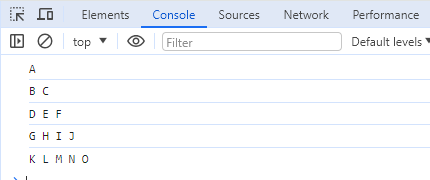 Elements Console Sources Network Performance
top Filter Default levels
A
B C
D E F
G H I J
K L M N O